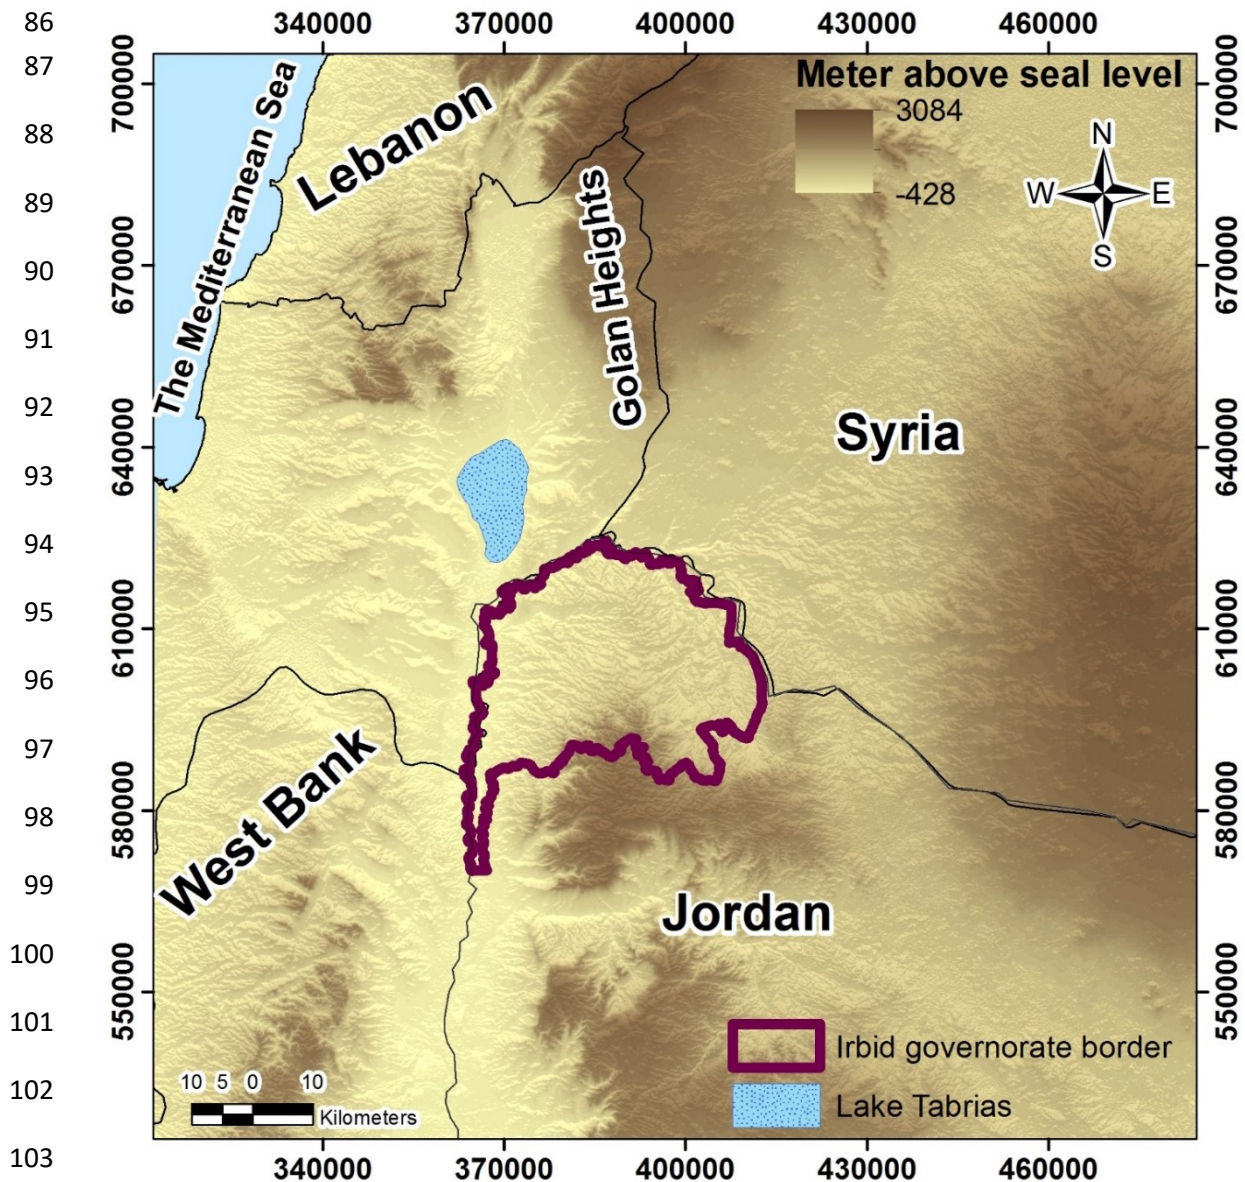 86
87
88
89
90
91
92
93
94
95
96
97
98
99
100
101
102
103
340000 370000 400000 430000 460000
700000
670000
640000
610000
580000
550000
Meter above seal level
3084
-428
N
W E
S
The Mediterranean Sea
Lebanon
Golan Heights
Syria
West Bank
Jordan
Irbid governorate border
Lake Tabrias
10 5 0 10
Kilometers
700000
670000
640000
610000
580000
550000
340000 370000 400000 430000 460000